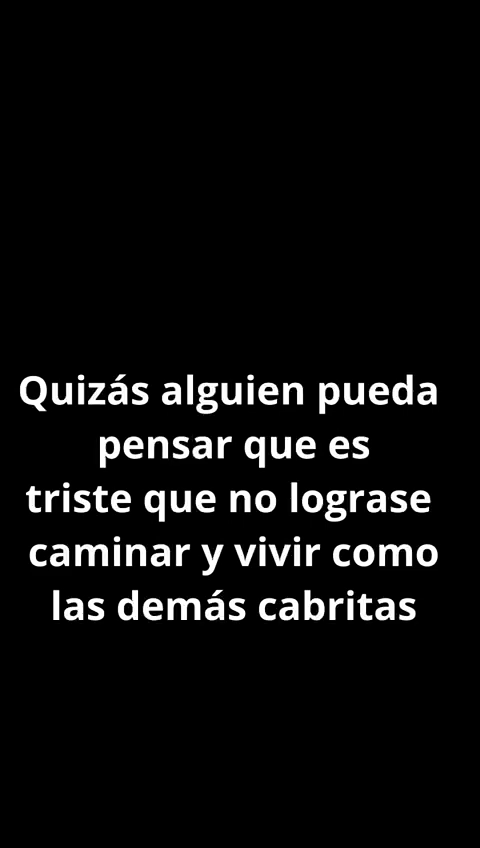 Quizás alguien pueda
pensar que es
triste que no lograse
caminar y vivir como
las demás cabritas